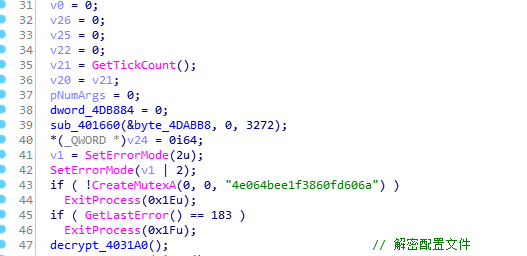 31 v0 = 0;
32 v26 = 0;
33 v25 = 0;
34 v22 = 0;
35 v21 = GetTickCount();
36 v20 = v21;
37 pNumArgs = 0;
38 dword_4DB884 = 0;
39 sub_401660(&byte_4DABB8, 0, 3272);
40 *(_QWORD *)v24 = 0i64;
41 v1 = SetErrorMode(2u);
42 SetErrorMode(v1 | 2);
43 if ( !CreateMutexA(0, 0, "4e064bee1f3860fd606a") )
44 ExitProcess(0x1Eu);
45 if ( GetLastError() == 183 )
46 ExitProcess(0x1Fu);
47 decrypt_4031A0(); // 解密配置文件